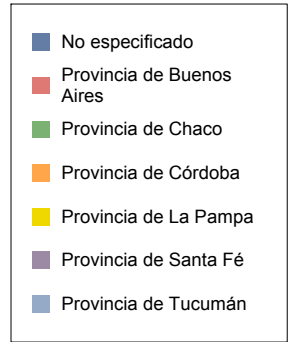 No especificado
Provincia de Buenos
Aires
Provincia de Chaco
Provincia de Córdoba
Provincia de La Pampa
Provincia de Santa Fé
Provincia de Tucumán